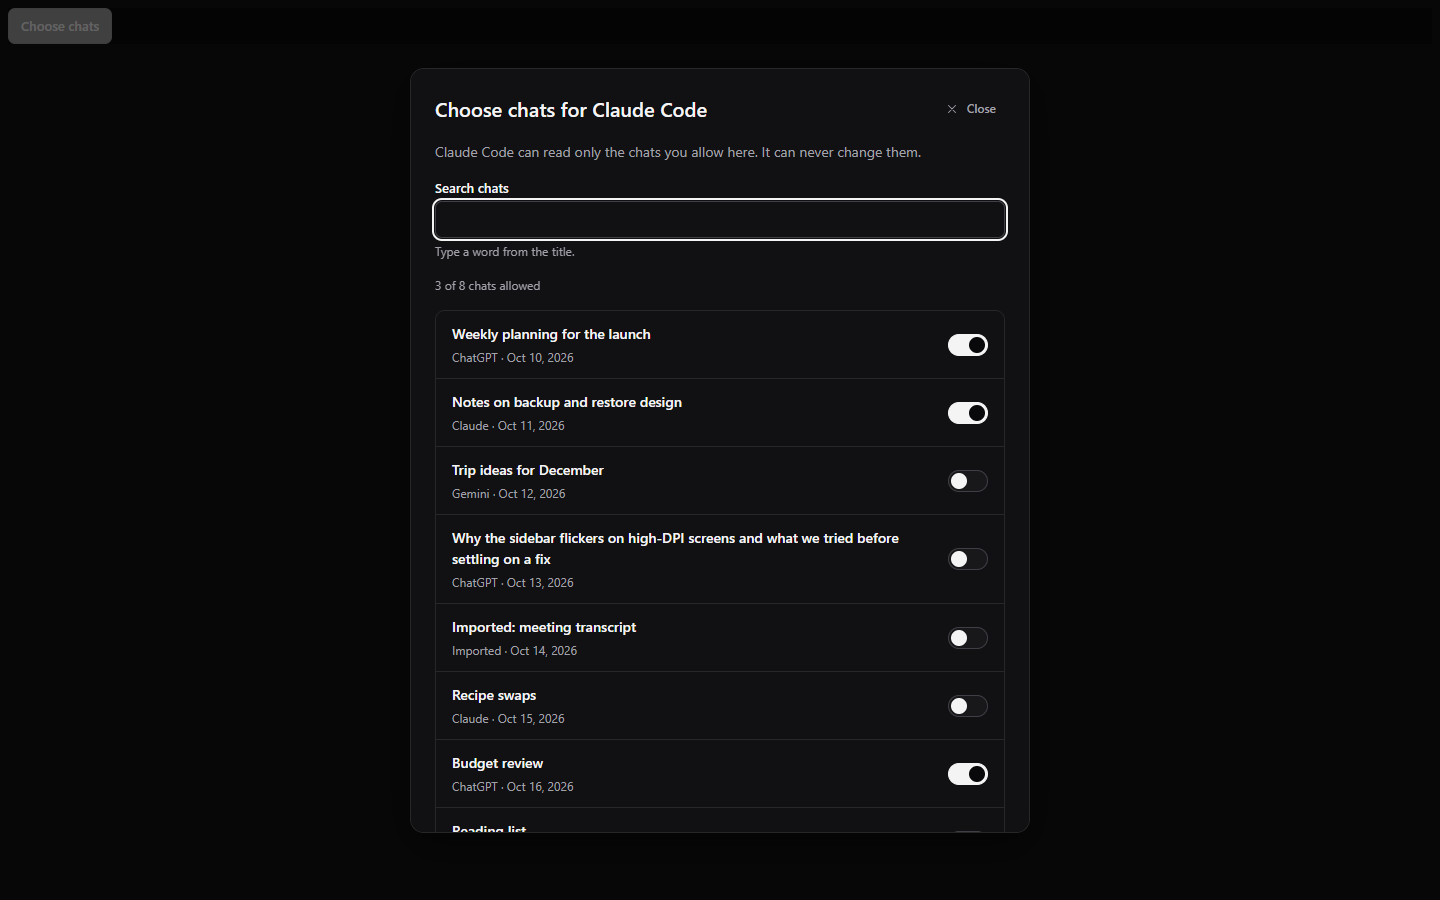 Choose chats
Choose chats for Claude Code
Close
Claude Code can read only the chats you allow here. It can never change them.
Search chats
Type a word from the title.
3 of 8 chats allowed
Weekly planning for the launch
ChatGPT · Oct 10, 2026
Notes on backup and restore design
Claude · Oct 11, 2026
Trip ideas for December
Gemini · Oct 12, 2026
Why the sidebar flickers on high-DPI screens and what we tried before
settling on a fix
ChatGPT · Oct 13, 2026
Imported: meeting transcript
Imported · Oct 14, 2026
Recipe swaps
Claude · Oct 15, 2026
Budget review
ChatGPT · Oct 16, 2026
Reading list